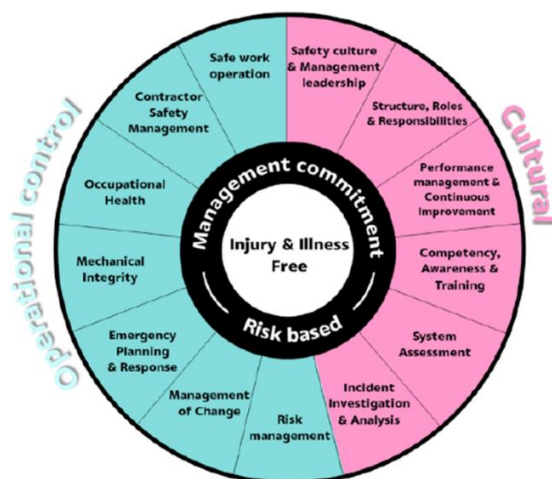 Operational control
Cultural
Safety culture
& Management
leadership
Structure, Roles
& Responsibilities
Performance
management &
Continuous
Improvement
Competency,
Awareness &
Training
System
Assessment
Incident
Investigation
& Analysis
Risk
management
Management
of Change
Emergency
Planning
& Response
Mechanical
Integrity
Occupational
Health
Contractor
Safety
Management
Safe work
operation
Management commitment
Injury & Illness
Free
Risk based